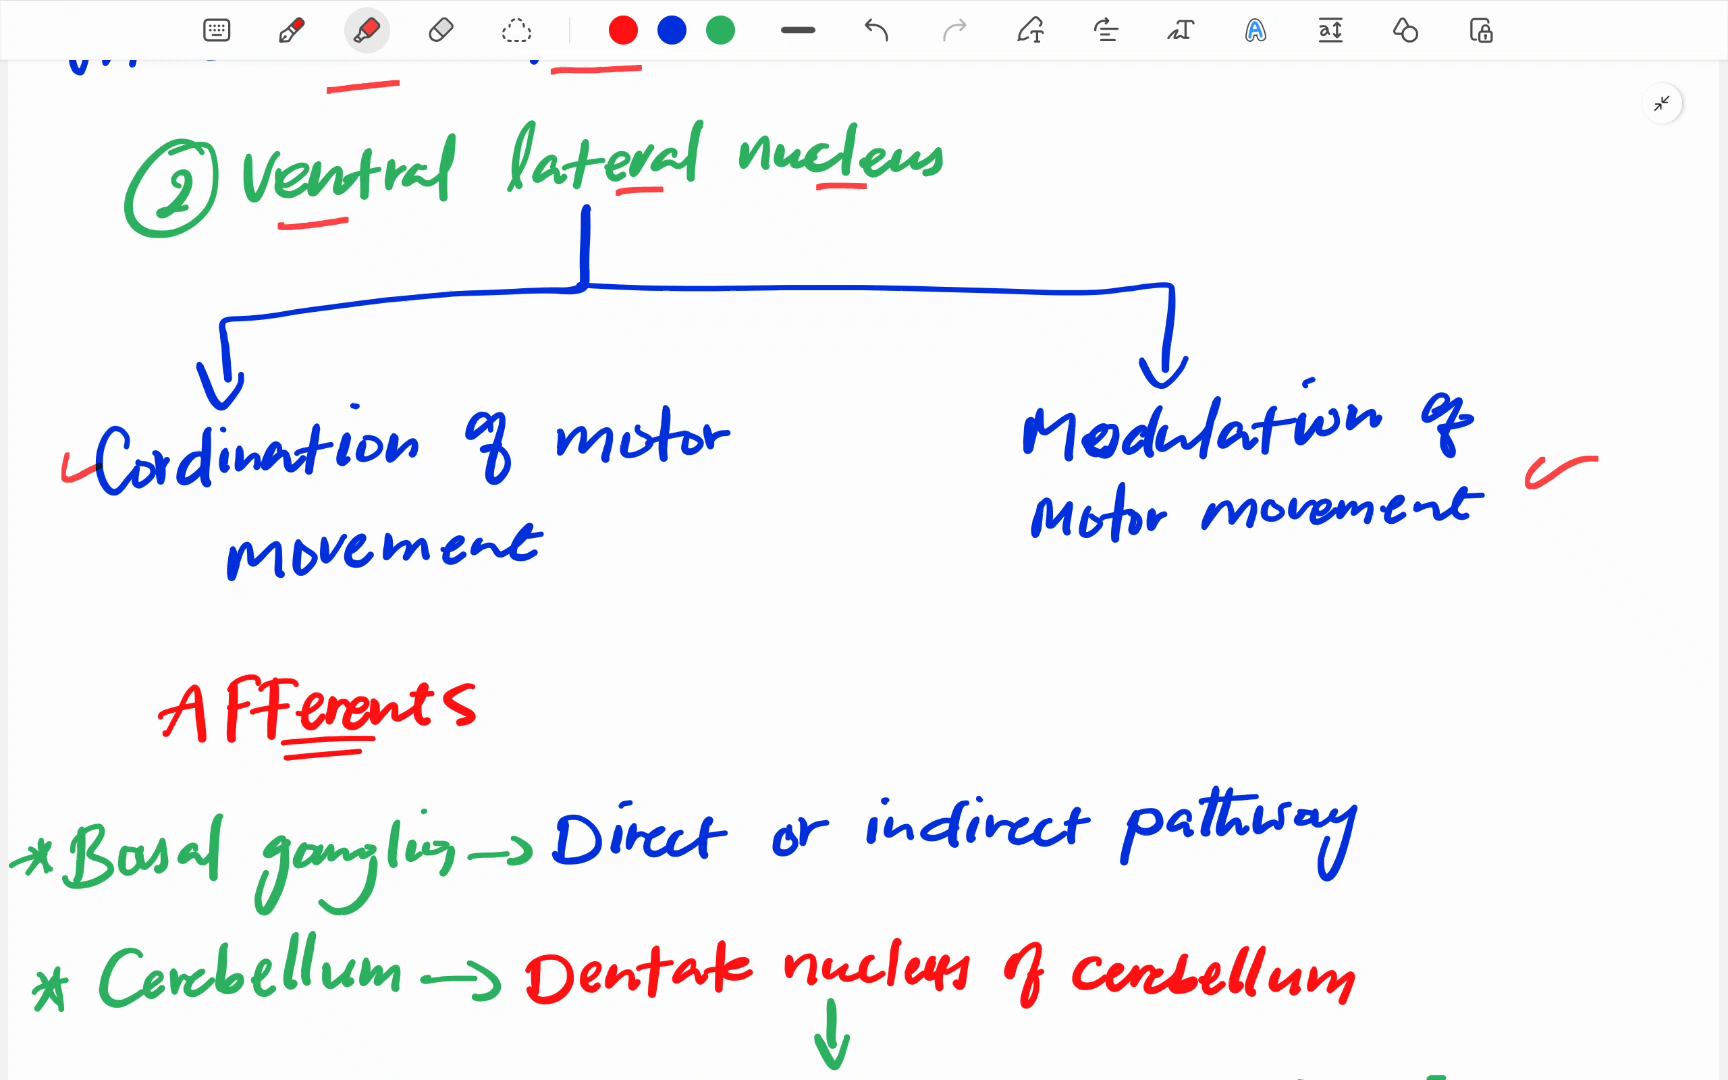 ② Ventral lateral nucleus
Cordination of motor
movement
Modulation of
Motor movement
Afferents
* Basal ganglia → Direct or indirect pathway
* Cerebellum → Dentate nucleus of cerebellum